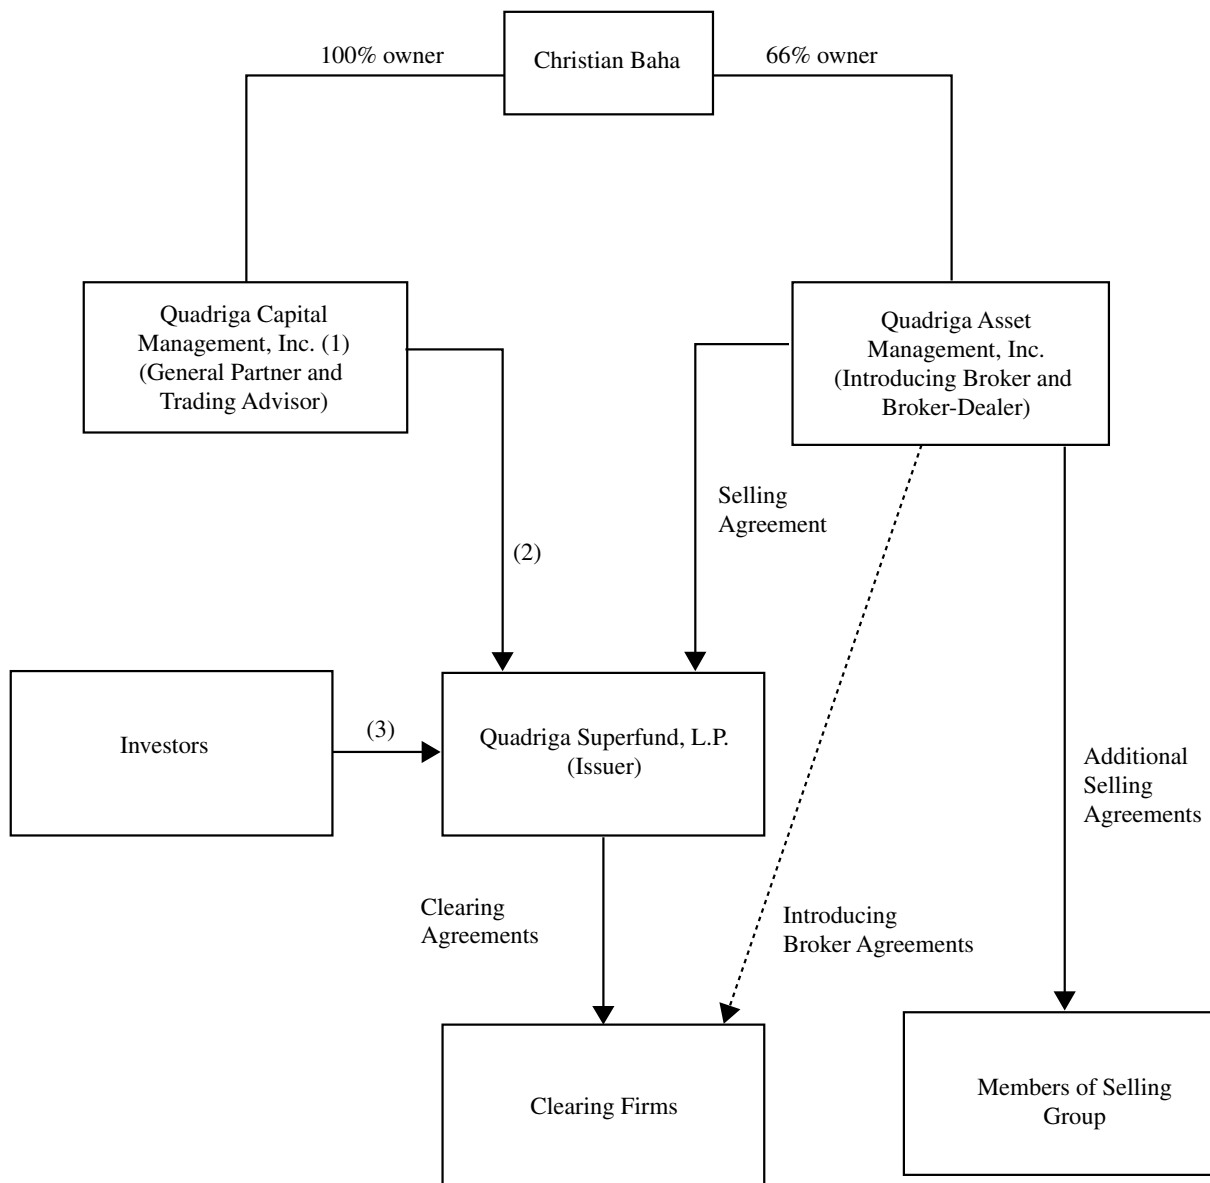 100% owner
Christian Baha
66% owner
Quadriga Capital
Management, Inc. (1)
(General Partner and
Trading Advisor)
Quadriga Asset
Management, Inc.
(Introducing Broker and
Broker-Dealer)
Selling
Agreement
(2)
Investors
(3)
Quadriga Superfund, L.P.
(Issuer)
Additional
Selling
Agreements
Clearing
Agreements
Introducing
Broker Agreements
Clearing Firms
Members of Selling
Group